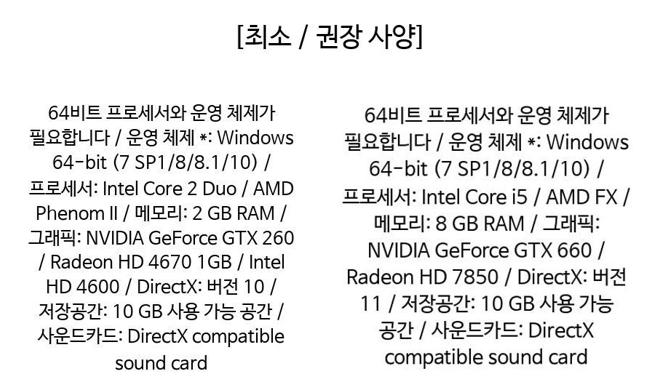 [최소 / 권장 사양]
64비트 프로세서와 운영 체제가
필요합니다 / 운영 체제 *: Windows
64-bit (7 SP1/8/8.1/10) /
프로세서: Intel Core 2 Duo / AMD
Phenom II / 메모리: 2 GB RAM /
그래픽: NVIDIA GeForce GTX 260
/ Radeon HD 4670 1GB / Intel
HD 4600 / DirectX: 버전 10 /
저장공간: 10 GB 사용 가능 공간 /
사운드카드: DirectX compatible
sound card
64비트 프로세서와 운영 체제가
필요합니다 / 운영 체제 *: Windows
64-bit (7 SP1/8/8.1/10) /
프로세서: Intel Core i5 / AMD FX /
메모리: 8 GB RAM / 그래픽:
NVIDIA GeForce GTX 660 /
Radeon HD 7850 / DirectX: 버전
11 / 저장공간: 10 GB 사용 가능
공간 / 사운드카드: DirectX
compatible sound card